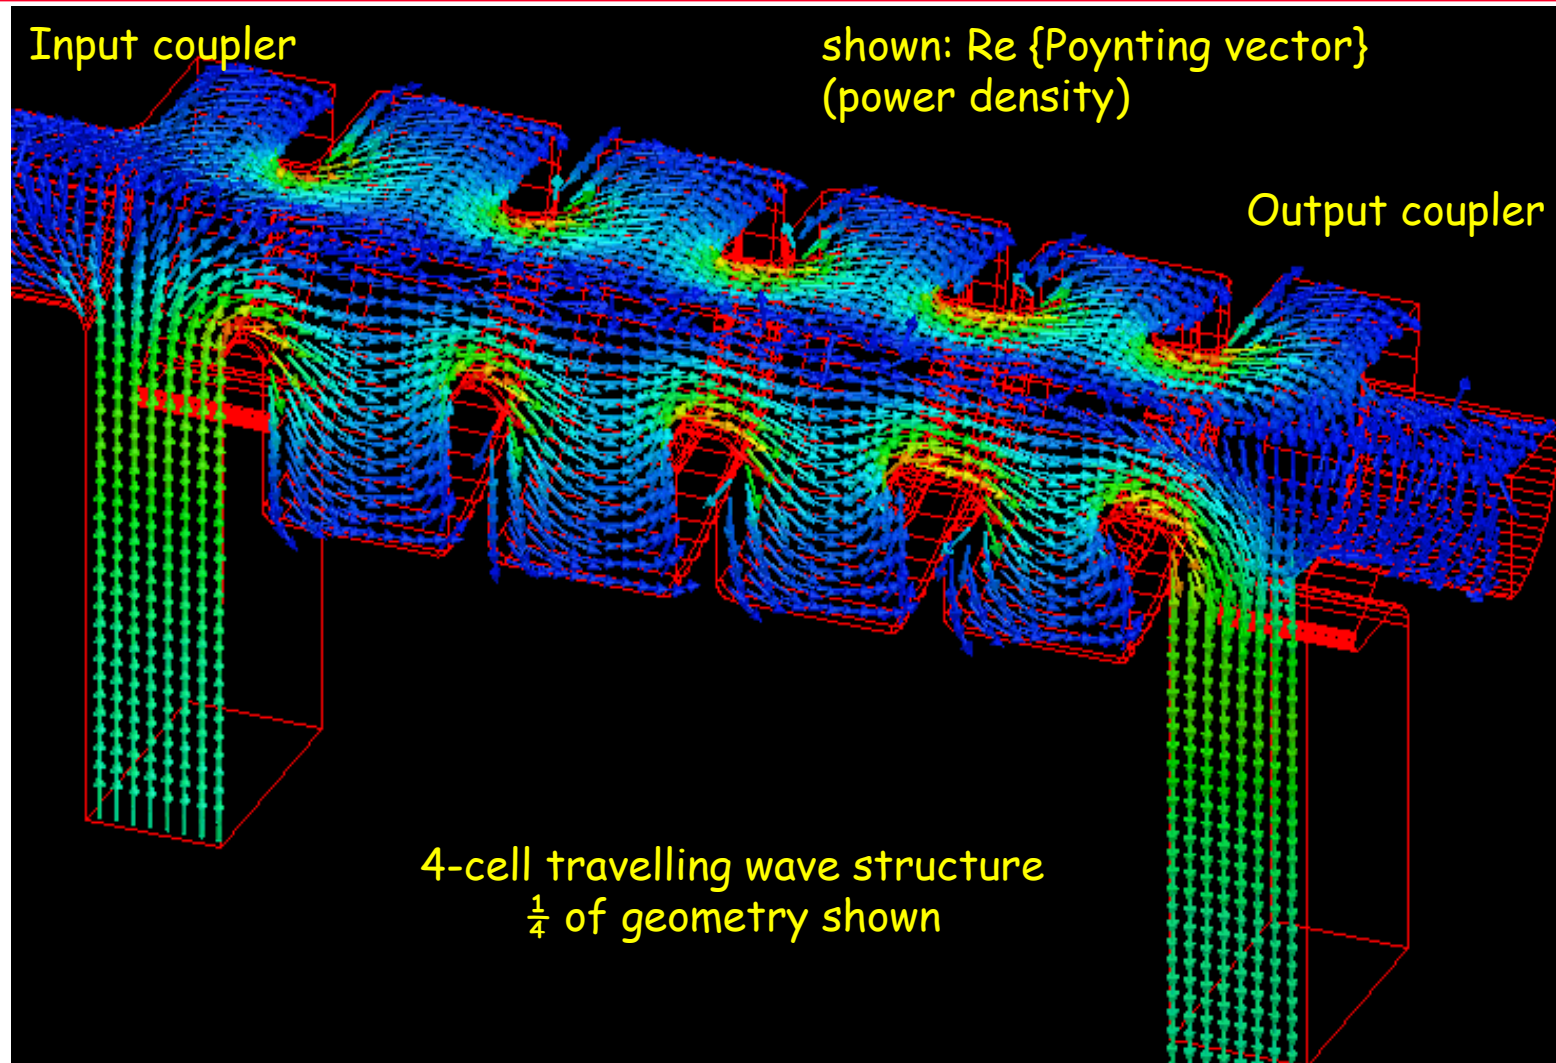 Input coupler
shown: Re {Poynting vector}
(power density)
Output coupler
4-cell travelling wave structure
¼ of geometry shown